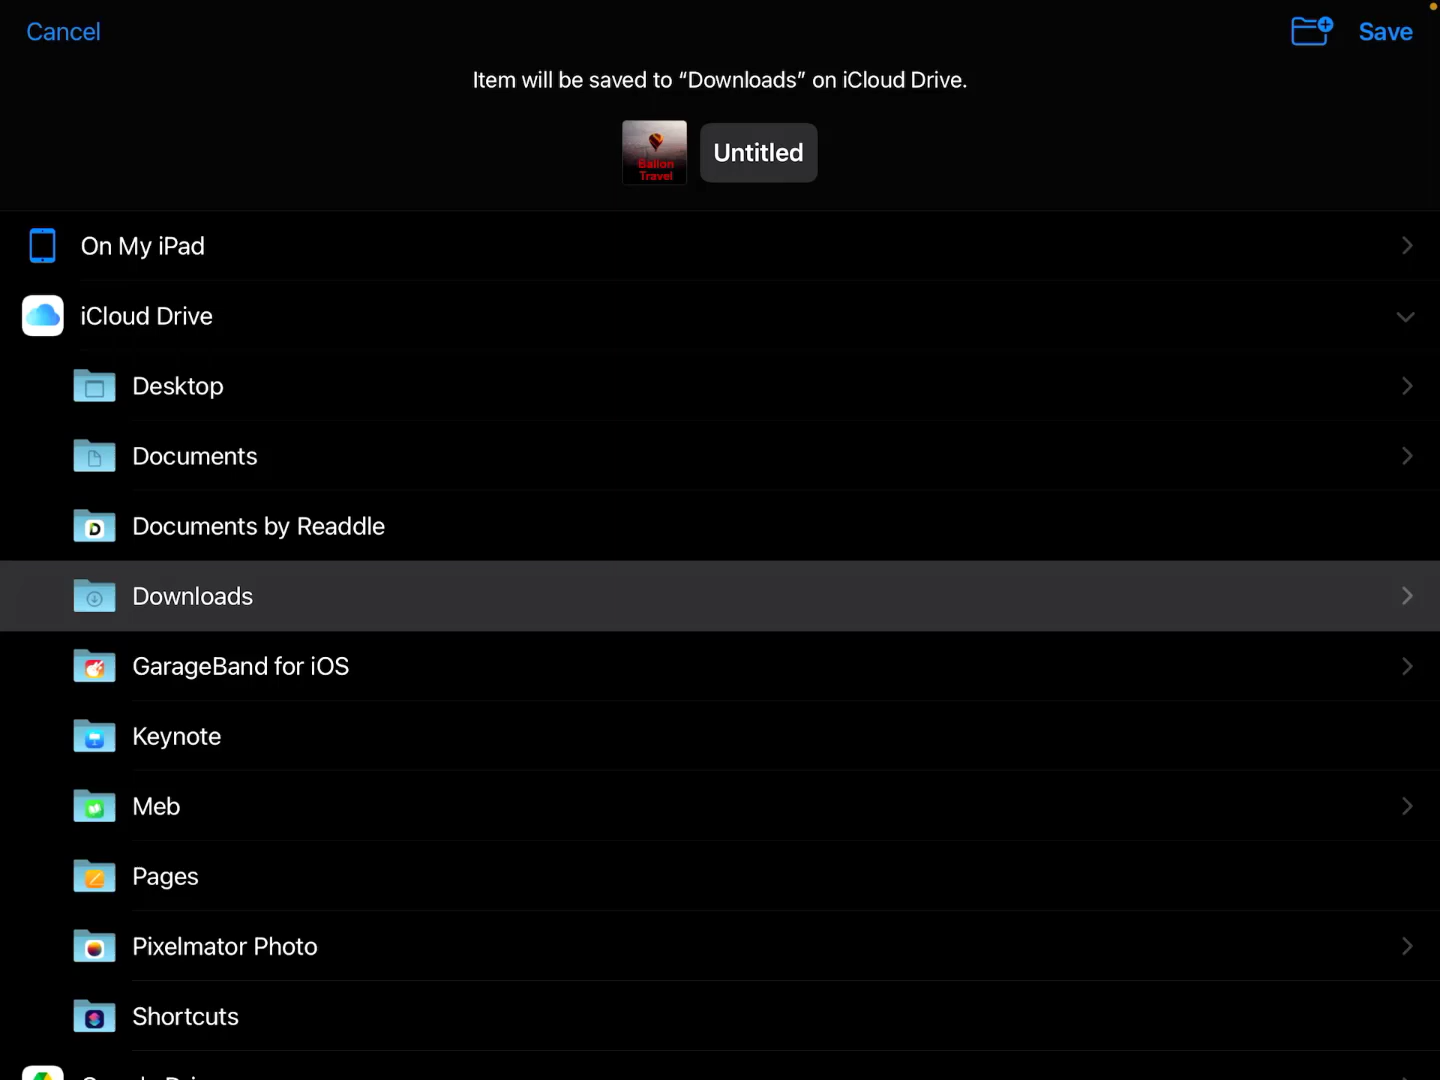 Cancel
Save
Item will be saved to “Downloads” on iCloud Drive.
Ballon
Travel
Untitled
On My iPad
iCloud Drive
Desktop
Documents
Documents by Readdle
Downloads
GarageBand for iOS
Keynote
Meb
Pages
Pixelmator Photo
Shortcuts